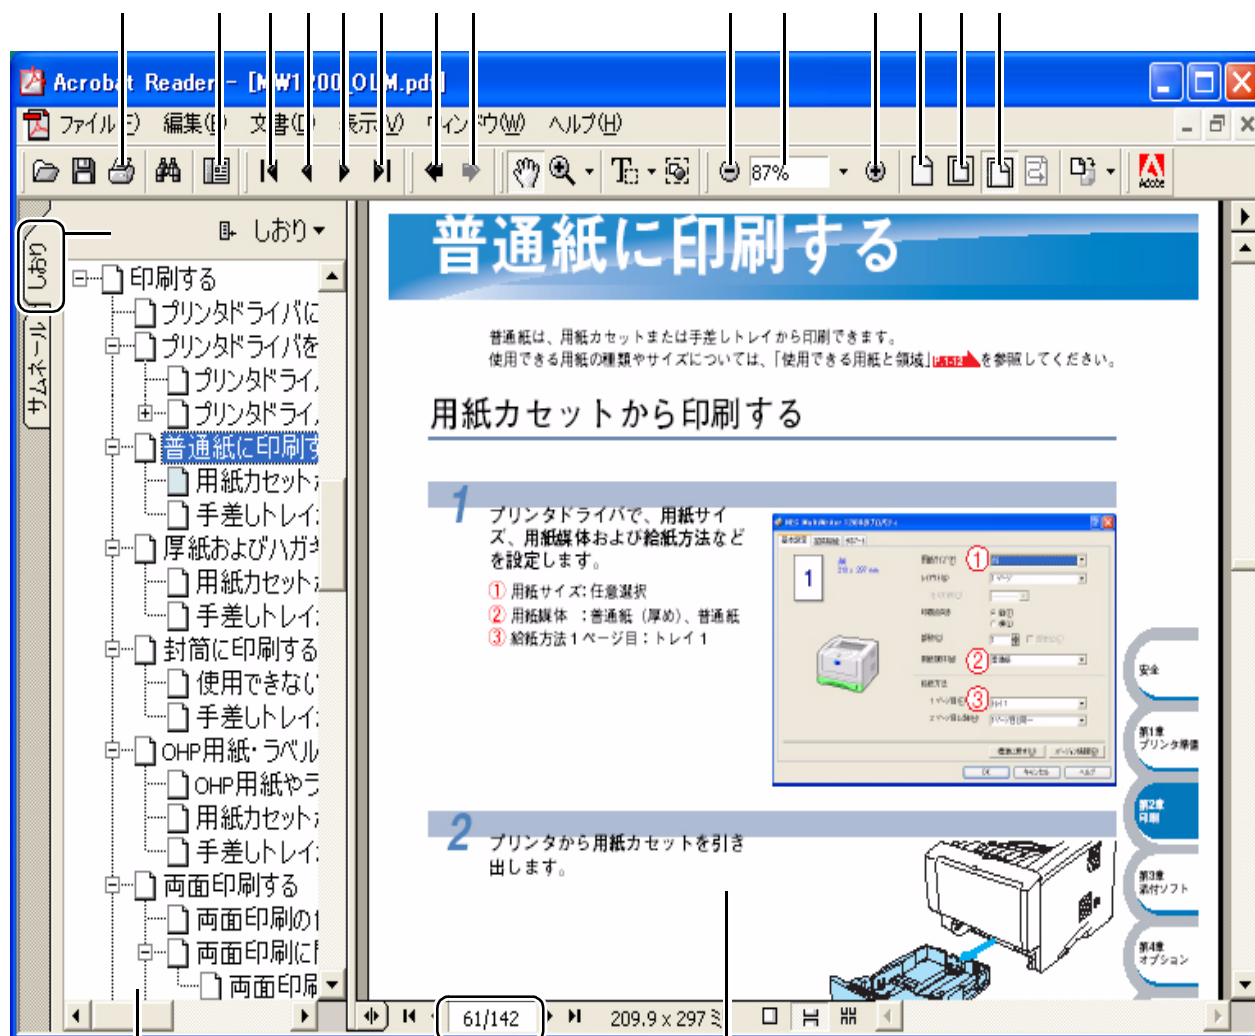 Acrobat Reader - [MW1200_OLM.pdf]
ファイル(F) 編集(E) 文書(D) 表示(V) ウィンドウ(W) ヘルプ(H)
87%
Adobe
しおり
サムネール
しおり
印刷する
プリンタドライバに
プリンタドライバを
プリンタドライ
プリンタドライ
普通紙に印刷す
用紙カセット
手差しトレイ
厚紙およびハガキ
用紙カセット
手差しトレイ
封筒に印刷する
使用できない
手差しトレイ
OHP用紙・ラベル
OHP用紙やラ
用紙カセット
手差しトレイ
両面印刷する
両面印刷の
両面印刷に
両面印刷
普通紙に印刷する
普通紙は、用紙カセットまたは手差しトレイから印刷できます。
使用できる用紙の種類やサイズについては、「使用できる用紙と領域」P.1-12を参照してください。
用紙カセットから印刷する
1
プリンタドライバで、用紙サイ
ズ、用紙媒体および給紙方法など
を設定します。
① 用紙サイズ：任意選択
② 用紙媒体 ：普通紙（厚め）、普通紙
③ 給紙方法1ページ目：トレイ1
1
①
②
③
OK キャンセル ヘルプ
2
プリンタから用紙カセットを引き
出します。
安全
第1章
プリンタ準備
第2章
印刷
第3章
添付ソフト
第4章
オプション
61/142
209.9 x 297 ミ